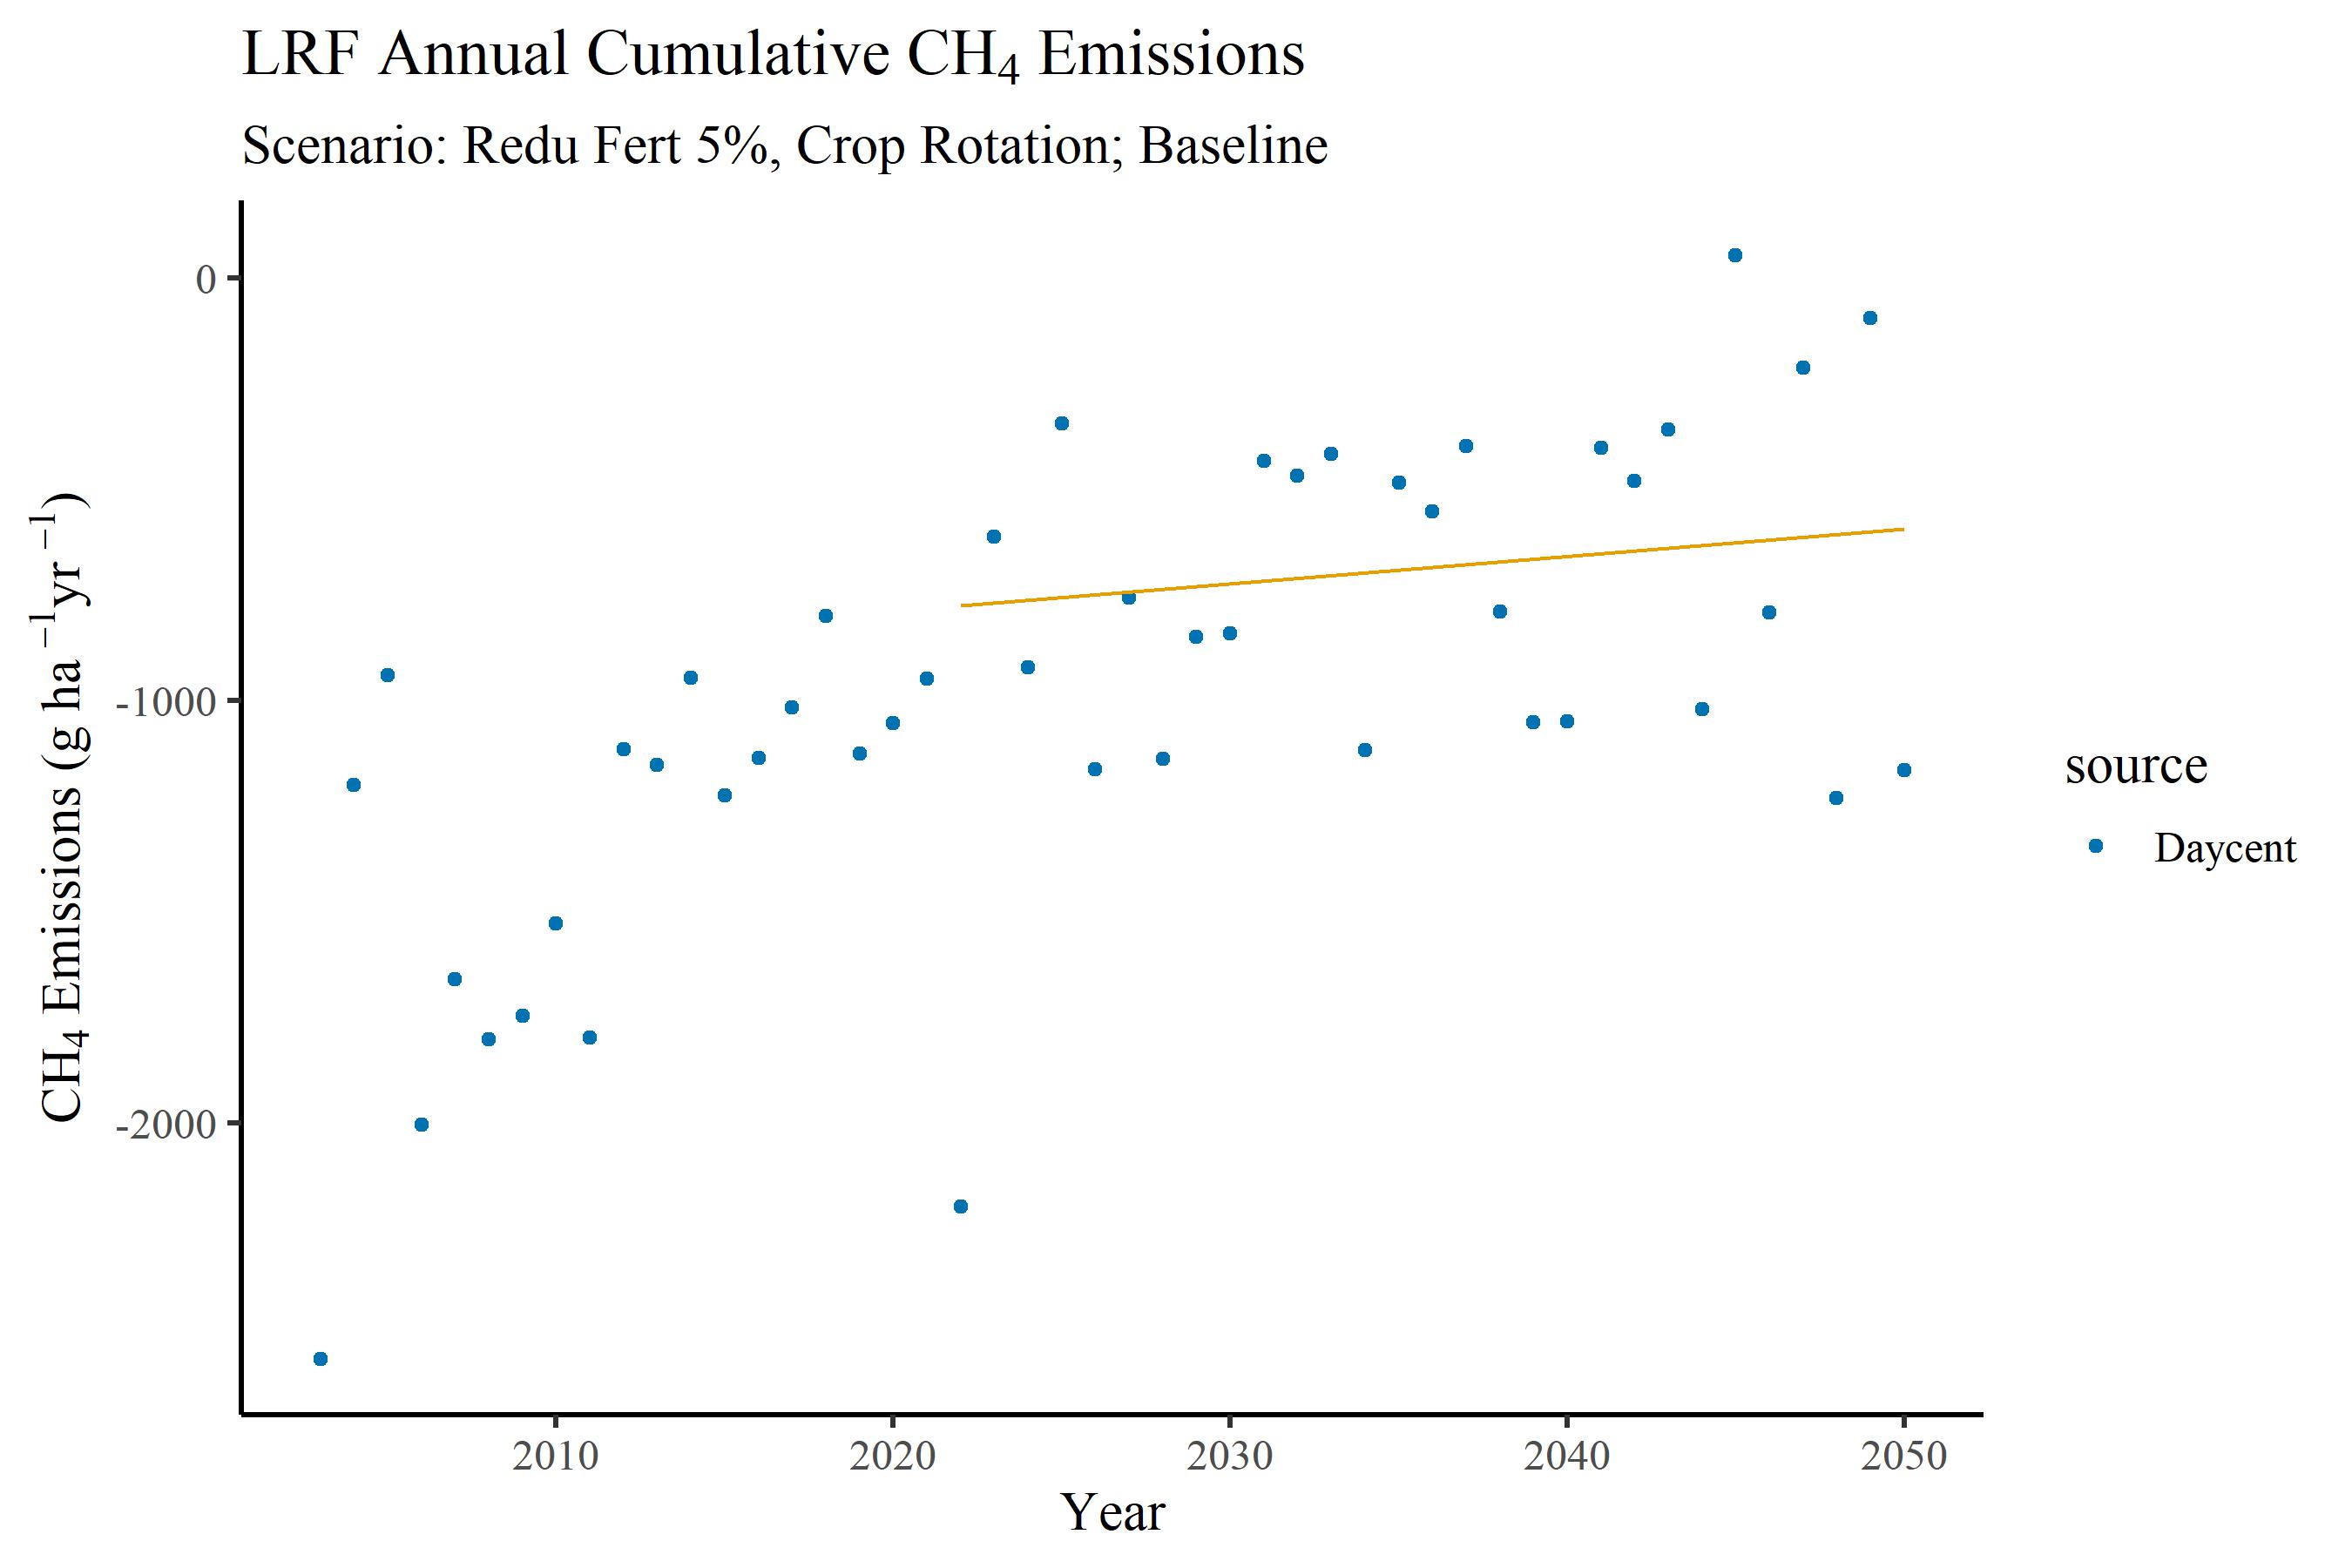 LRF Annual Cumulative CH₄ Emissions
Scenario: Redu Fert 5%, Crop Rotation; Baseline
CH₄ Emissions (g ha ⁻¹yr ⁻¹)
0
-1000
-2000
2010 2020 2030 2040 2050
Year
source
Daycent